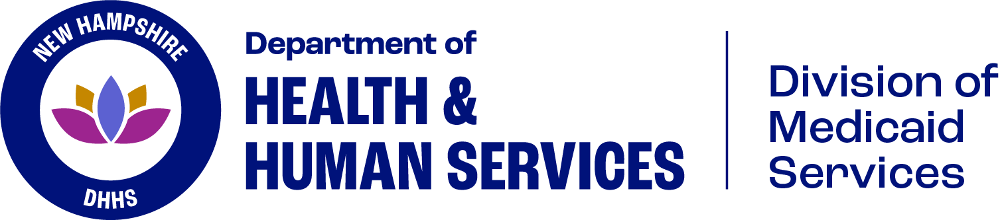 NEW HAMPSHIRE
DHHS
Department of
HEALTH &
HUMAN SERVICES
Division of
Medicaid
Services